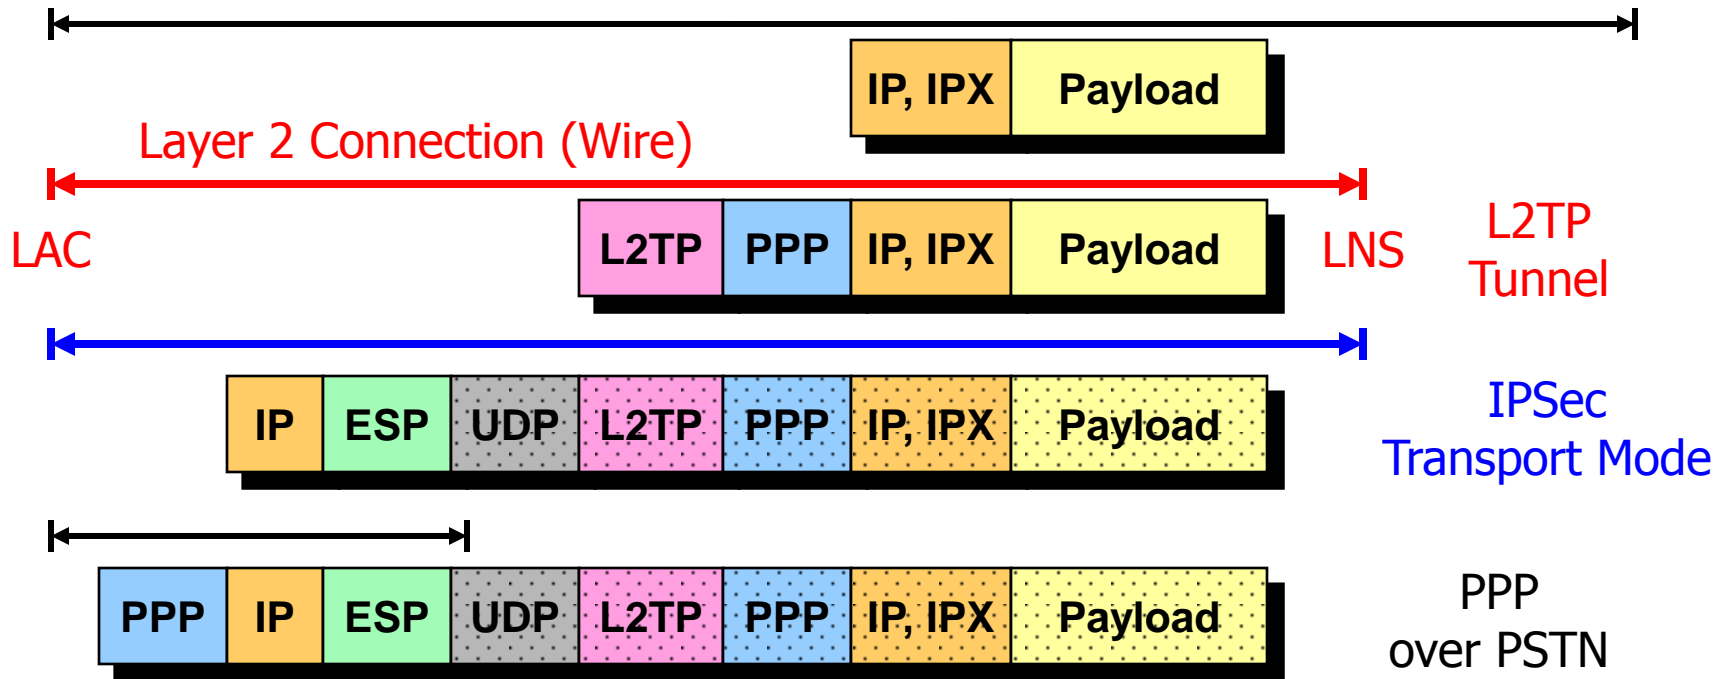 IP, IPX Payload
Layer 2 Connection (Wire)
LAC
L2TP PPP IP, IPX Payload
LNS
L2TP
Tunnel
IP ESP UDP L2TP PPP IP, IPX Payload
IPSec
Transport Mode
PPP IP ESP UDP L2TP PPP IP, IPX Payload
PPP
over PSTN